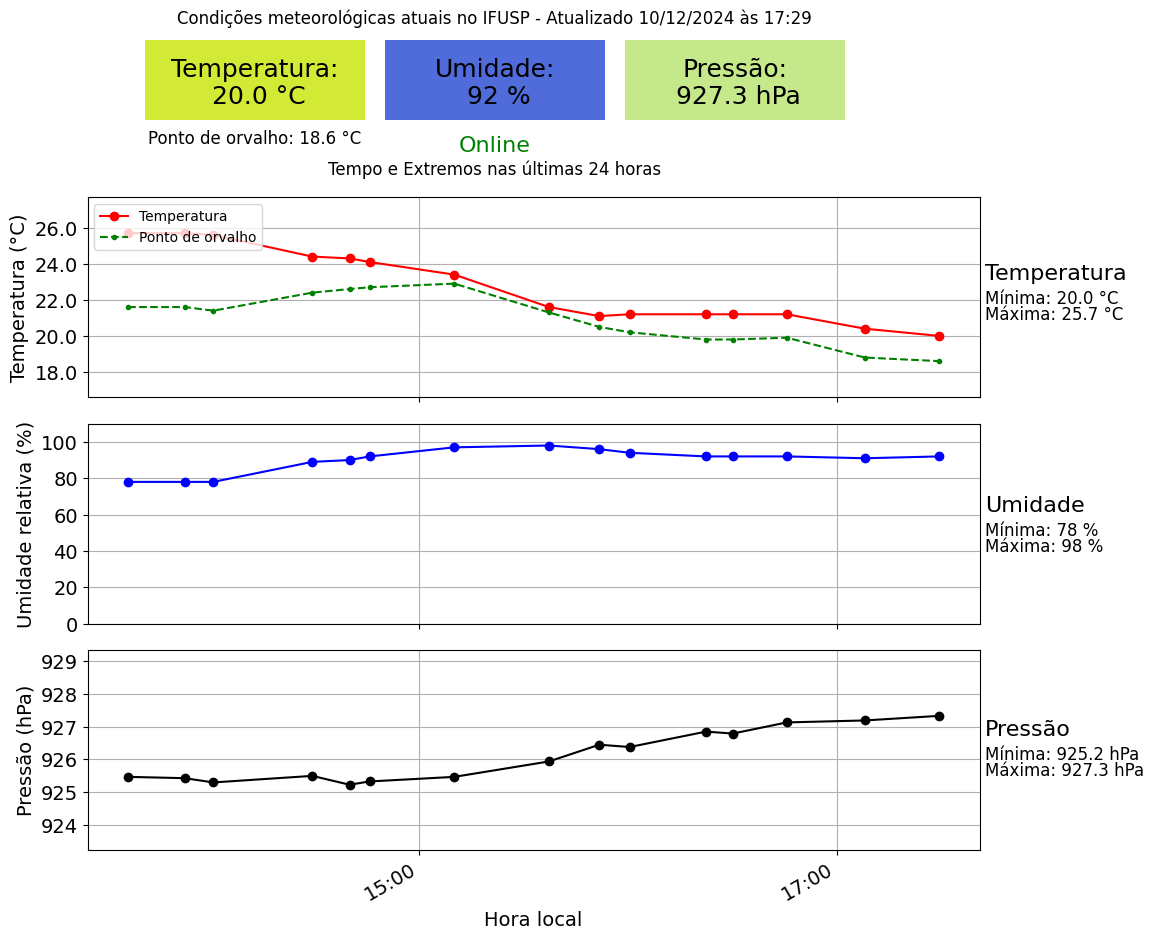 Condições meteorológicas atuais no IFUSP - Atualizado 10/12/2024 às 17:29
Temperatura:
20.0 °C
Umidade:
92 %
Pressão:
927.3 hPa
Ponto de orvalho: 18.6 °C
Online
Tempo e Extremos nas últimas 24 horas
Temperatura (°C)
26.0
24.0
22.0
20.0
18.0
Temperatura
Ponto de orvalho
Temperatura
Mínima: 20.0 °C
Máxima: 25.7 °C
Umidade relativa (%)
100
80
60
40
20
0
Umidade
Mínima: 78 %
Máxima: 98 %
Pressão (hPa)
929
928
927
926
925
924
Pressão
Mínima: 925.2 hPa
Máxima: 927.3 hPa
15:00
17:00
Hora local